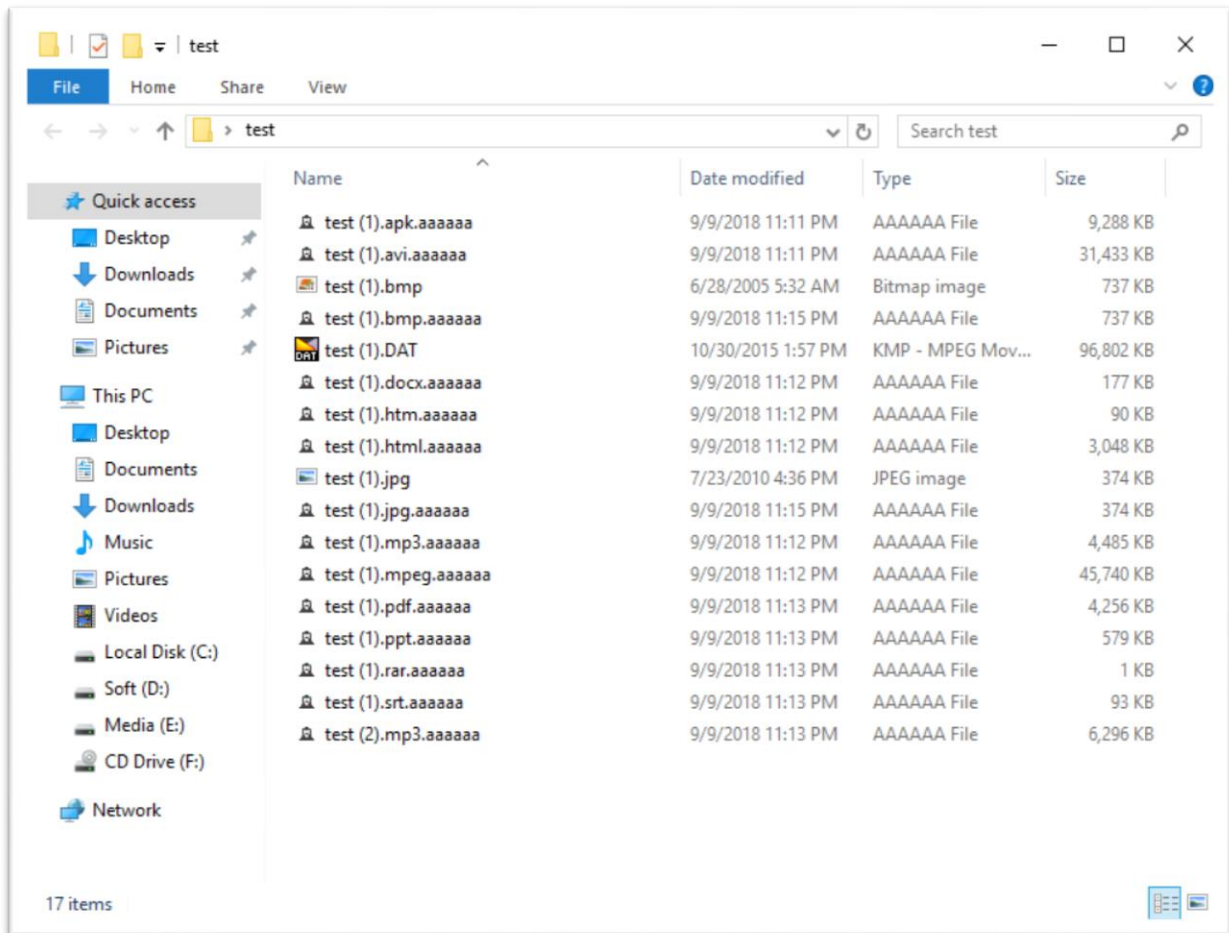 test
File Home Share View
test Search test
Name Date modified Type Size
Quick access
Desktop
Downloads
Documents
Pictures
This PC
Desktop
Documents
Downloads
Music
Pictures
Videos
Local Disk (C:)
Soft (D:)
Media (E:)
CD Drive (F:)
Network
test (1).apk.aaaaaa 9/9/2018 11:11 PM AAAAAA File 9,288 KB
test (1).avi.aaaaaa 9/9/2018 11:11 PM AAAAAA File 31,433 KB
test (1).bmp 6/28/2005 5:32 AM Bitmap image 737 KB
test (1).bmp.aaaaaa 9/9/2018 11:15 PM AAAAAA File 737 KB
DAT test (1).DAT 10/30/2015 1:57 PM KMP - MPEG Mov... 96,802 KB
test (1).docx.aaaaaa 9/9/2018 11:12 PM AAAAAA File 177 KB
test (1).htm.aaaaaa 9/9/2018 11:12 PM AAAAAA File 90 KB
test (1).html.aaaaaa 9/9/2018 11:12 PM AAAAAA File 3,048 KB
test (1).jpg 7/23/2010 4:36 PM JPEG image 374 KB
test (1).jpg.aaaaaa 9/9/2018 11:15 PM AAAAAA File 374 KB
test (1).mp3.aaaaaa 9/9/2018 11:12 PM AAAAAA File 4,485 KB
test (1).mpeg.aaaaaa 9/9/2018 11:12 PM AAAAAA File 45,740 KB
test (1).pdf.aaaaaa 9/9/2018 11:13 PM AAAAAA File 4,256 KB
test (1).ppt.aaaaaa 9/9/2018 11:13 PM AAAAAA File 579 KB
test (1).rar.aaaaaa 9/9/2018 11:13 PM AAAAAA File 1 KB
test (1).srt.aaaaaa 9/9/2018 11:13 PM AAAAAA File 93 KB
test (2).mp3.aaaaaa 9/9/2018 11:13 PM AAAAAA File 6,296 KB
17 items